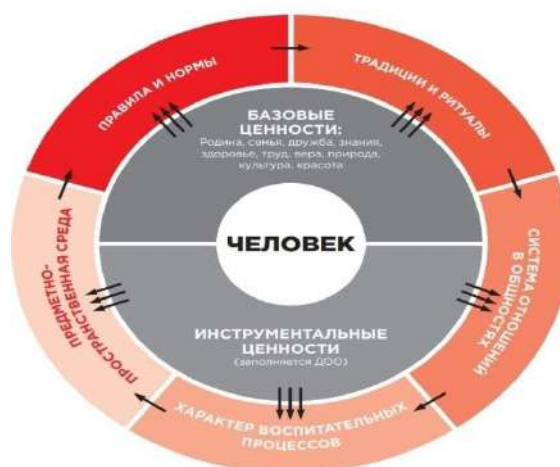 ПРАВИЛА И НОРМЫ
ТРАДИЦИИ И РИТУАЛЫ
БАЗОВЫЕ
ЦЕННОСТИ:
Родина, семья, дружба, знания,
здоровье, труд, вера, природа,
культура, красота
ЧЕЛОВЕК
СИСТЕМА ОТНОШЕНИЙ
В ОБЩНОСТЯХ
ПРЕДМЕТНО-
ПРОСТРАНСТВЕННАЯ СРЕДА
ИНСТРУМЕНТАЛЬНЫЕ
ЦЕННОСТИ
(заполняется ДОО)
ХАРАКТЕР ВОСПИТАТЕЛЬНЫХ
ПРОЦЕССОВ